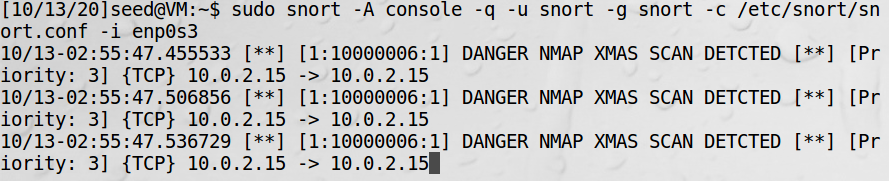 [10/13/20]seed@VM:~$ sudo snort -A console -q -u snort -g snort -c /etc/snort/sn
ort.conf -i enp0s3
10/13-02:55:47.455533 [**] [1:10000006:1] DANGER NMAP XMAS SCAN DETCTED [**] [Pr
iority: 3] {TCP} 10.0.2.15 -> 10.0.2.15
10/13-02:55:47.506856 [**] [1:10000006:1] DANGER NMAP XMAS SCAN DETCTED [**] [Pr
iority: 3] {TCP} 10.0.2.15 -> 10.0.2.15
10/13-02:55:47.536729 [**] [1:10000006:1] DANGER NMAP XMAS SCAN DETCTED [**] [Pr
iority: 3] {TCP} 10.0.2.15 -> 10.0.2.15